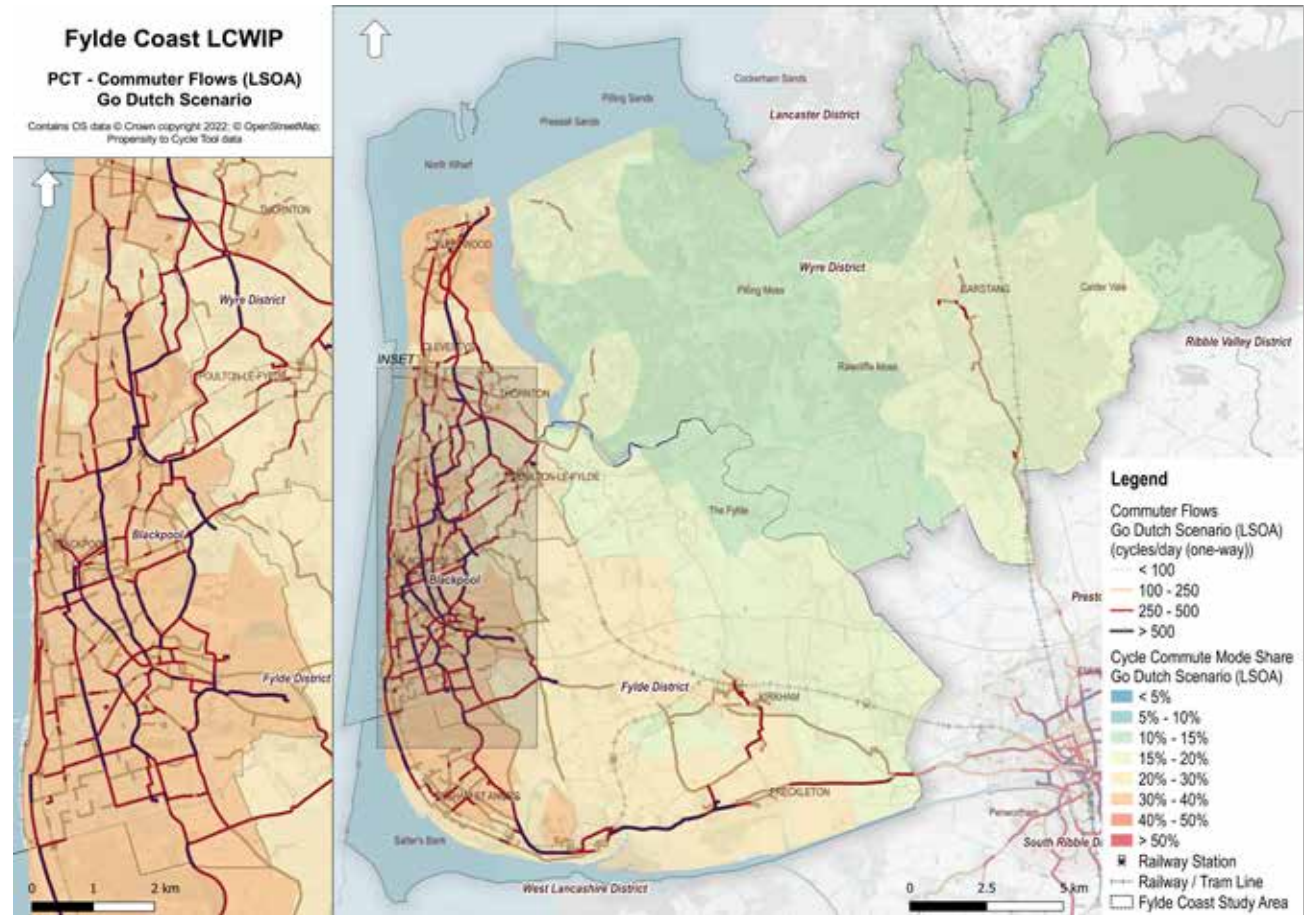 Fylde Coast LCWIP
PCT - Commuter Flows (LSOA)
Go Dutch Scenario
Contains OS data © Crown copyright 2022; © OpenStreetMap;
Propensity to Cycle Tool data
THORNTON
Wyre District
POULTON-LE-FYLDE
Blackpool
Fylde District
0 1 2 km
Cockerham Sands
Pilling Sands
Lancaster District
Preesall Sands
North Wharf
Wyre District
Pilling Moss
GARSTANG
Calder Vale
Ribble Valley District
CLEVELEYS
INSET
Rawcliffe Moss
THORNTON
POULTON-LE-FYLDE
The Fylde
Blackpool
Fylde District
KIRKHAM
FRECKLETON
Penwortham
Salter's Bank
South Ribble Di
West Lancashire District
0 2.5 5 km
Legend
Commuter Flows
Go Dutch Scenario (LSOA)
(cycles/day (one-way))
< 100
100 - 250
250 - 500
> 500
Cycle Commute Mode Share
Go Dutch Scenario (LSOA)
< 5%
5% - 10%
10% - 15%
15% - 20%
20% - 30%
30% - 40%
40% - 50%
> 50%
Railway Station
Railway / Tram Line
Fylde Coast Study Area